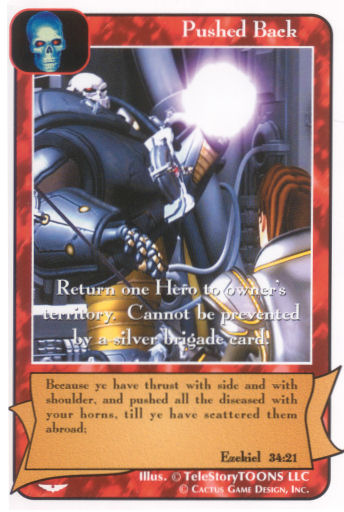 Pushed Back
Return one Hero to owner's
territory. Cannot be prevented
by a silver brigade card.
Because ye have thrust with side and with
shoulder, and pushed all the diseased with
your horns, till ye have scattered them
abroad;
Ezekiel 34:21
Illus. © TeleStoryTOONS LLC
© Cactus Game Design, Inc.